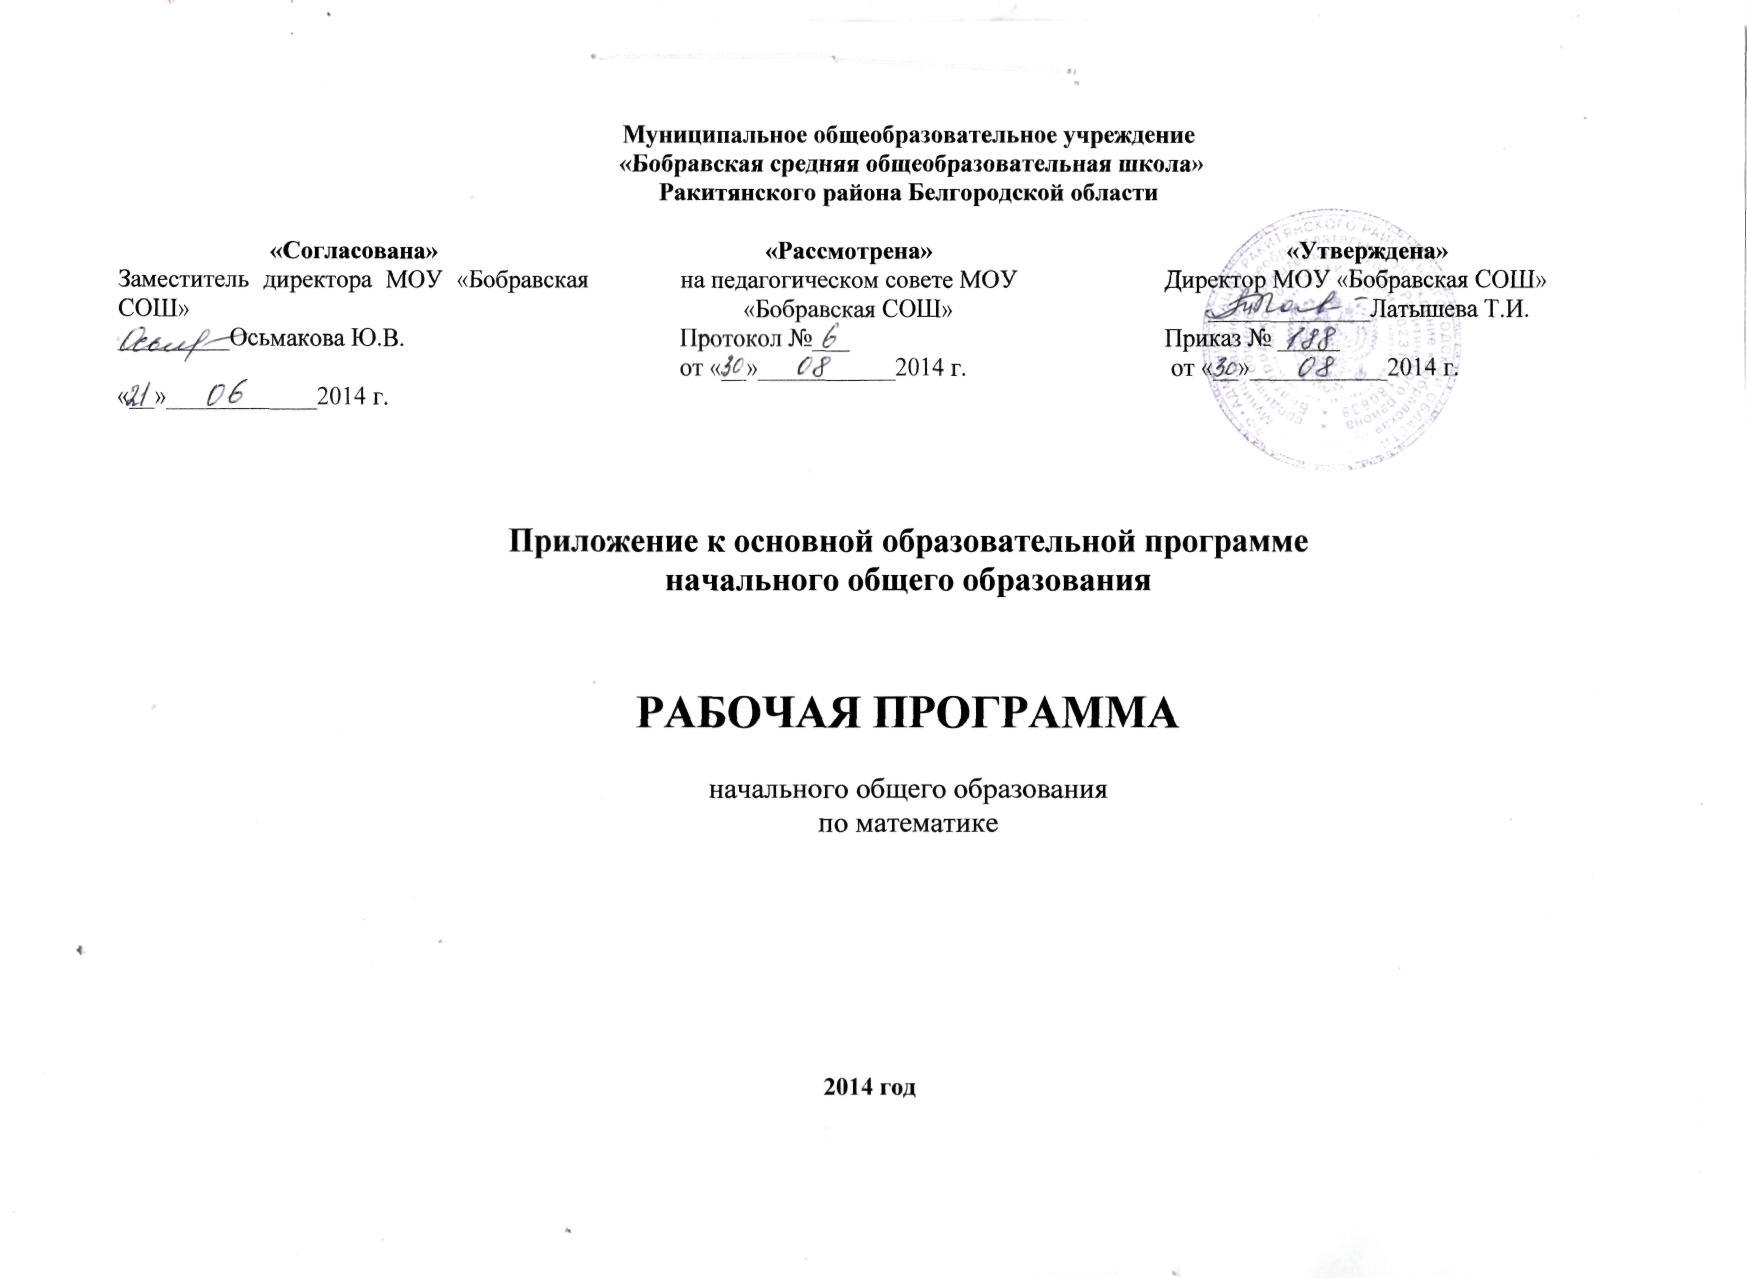 Муниципальное общеобразовательное учреждение
«Бобравская средняя общеобразовательная школа»
Ракитянского района Белгородской области
«Согласована»
Заместитель директора МОУ «Бобравская
СОШ»
Осьмакова Ю.В.
«21» 06 2014 г.
«Рассмотрена»
на педагогическом совете МОУ
«Бобравская СОШ»
Протокол № 6
от «30» 08 2014 г.
«Утверждена»
Директор МОУ «Бобравская СОШ»
Латышева Т.И.
Приказ № 188
от «30» 08 2014 г.
Приложение к основной образовательной программе
начального общего образования
РАБОЧАЯ ПРОГРАММА
начального общего образования
по математике
2014 год